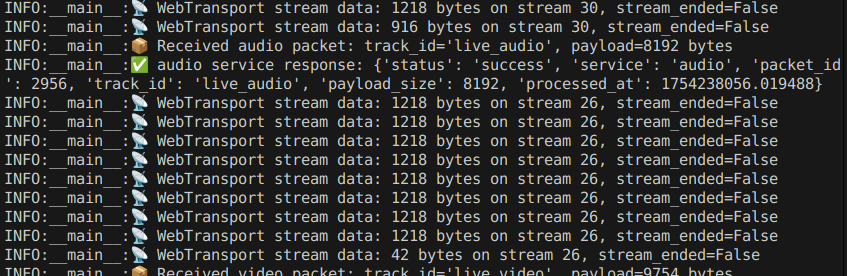 INFO:__main__:📡 WebTransport stream data: 1218 bytes on stream 30, stream_ended=False
INFO:__main__:📡 WebTransport stream data: 916 bytes on stream 30, stream_ended=False
INFO:__main__:📦 Received audio packet: track_id='live_audio', payload=8192 bytes
INFO:__main__:✅ audio service response: {'status': 'success', 'service': 'audio', 'packet_id
': 2956, 'track_id': 'live_audio', 'payload_size': 8192, 'processed_at': 1754238056.019488}
INFO:__main__:📡 WebTransport stream data: 1218 bytes on stream 26, stream_ended=False
INFO:__main__:📡 WebTransport stream data: 1218 bytes on stream 26, stream_ended=False
INFO:__main__:📡 WebTransport stream data: 1218 bytes on stream 26, stream_ended=False
INFO:__main__:📡 WebTransport stream data: 1218 bytes on stream 26, stream_ended=False
INFO:__main__:📡 WebTransport stream data: 1218 bytes on stream 26, stream_ended=False
INFO:__main__:📡 WebTransport stream data: 1218 bytes on stream 26, stream_ended=False
INFO:__main__:📡 WebTransport stream data: 1218 bytes on stream 26, stream_ended=False
INFO:__main__:📡 WebTransport stream data: 1218 bytes on stream 26, stream_ended=False
INFO:__main__:📡 WebTransport stream data: 42 bytes on stream 26, stream_ended=False
INFO:__main__:📦 Received video packet: track_id='live_video', payload=9754 bytes